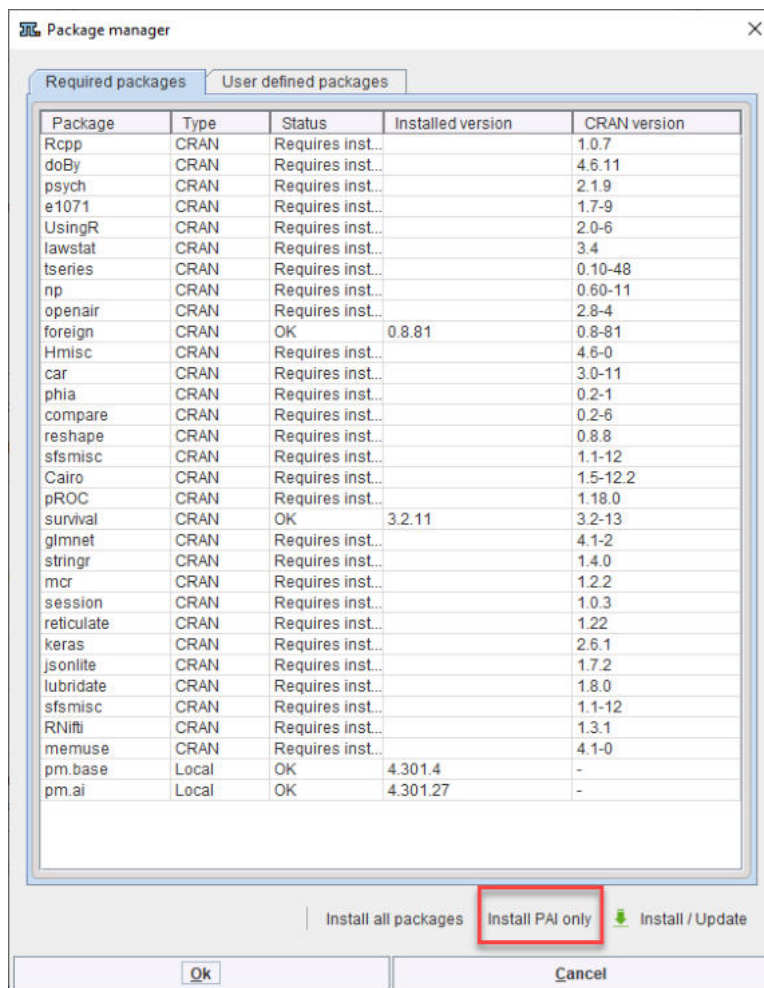 Package manager
Required packages User defined packages
Package Type Status Installed version CRAN version
Rcpp CRAN Requires inst... 1.0.7
doBy CRAN Requires inst... 4.6.11
psych CRAN Requires inst... 2.1.9
e1071 CRAN Requires inst... 1.7-9
UsingR CRAN Requires inst... 2.0-6
lawstat CRAN Requires inst... 3.4
tseries CRAN Requires inst... 0.10-48
np CRAN Requires inst... 0.60-11
openair CRAN Requires inst... 2.8-4
foreign CRAN OK 0.8.81 0.8-81
Hmisc CRAN Requires inst... 4.6-0
car CRAN Requires inst... 3.0-11
phia CRAN Requires inst... 0.2-1
compare CRAN Requires inst... 0.2-6
reshape CRAN Requires inst... 0.8.8
sfsmisc CRAN Requires inst... 1.1-12
Cairo CRAN Requires inst... 1.5-12.2
pROC CRAN Requires inst... 1.18.0
survival CRAN OK 3.2.11 3.2-13
glmnet CRAN Requires inst... 4.1-2
stringr CRAN Requires inst... 1.4.0
mcr CRAN Requires inst... 1.2.2
session CRAN Requires inst... 1.0.3
reticulate CRAN Requires inst... 1.22
keras CRAN Requires inst... 2.6.1
jsonlite CRAN Requires inst... 1.7.2
lubridate CRAN Requires inst... 1.8.0
sfsmisc CRAN Requires inst... 1.1-12
RNifti CRAN Requires inst... 1.3.1
memuse CRAN Requires inst... 4.1-0
pm.base Local OK 4.301.4 -
pm.ai Local OK 4.301.27 -
Install all packages Install PAI only Install / Update
Ok Cancel